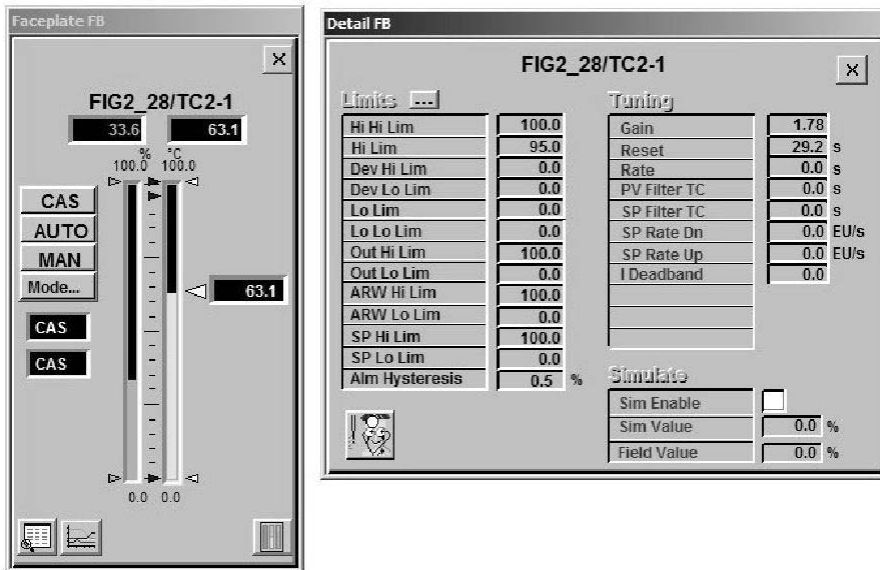 Faceplate FB
FIG2_28/TC2-1
33.6 63.1
% °C
100.0 100.0
CAS
AUTO
MAN
Mode...
63.1
CAS
CAS
0.0 0.0
Detail FB
FIG2_28/TC2-1
Limits ...
Hi Hi Lim 100.0
Hi Lim 95.0
Dev Hi Lim 0.0
Dev Lo Lim 0.0
Lo Lim 0.0
Lo Lo Lim 0.0
Out Hi Lim 100.0
Out Lo Lim 0.0
ARW Hi Lim 100.0
ARW Lo Lim 0.0
SP Hi Lim 100.0
SP Lo Lim 0.0
Alm Hysteresis 0.5 %
Tuning
Gain 1.78
Reset 29.2 s
Rate 0.0 s
PV Filter TC 0.0 s
SP Filter TC 0.0 s
SP Rate Dn 0.0 EU/s
SP Rate Up 0.0 EU/s
I Deadband 0.0
Simulate
Sim Enable
Sim Value 0.0 %
Field Value 0.0 %